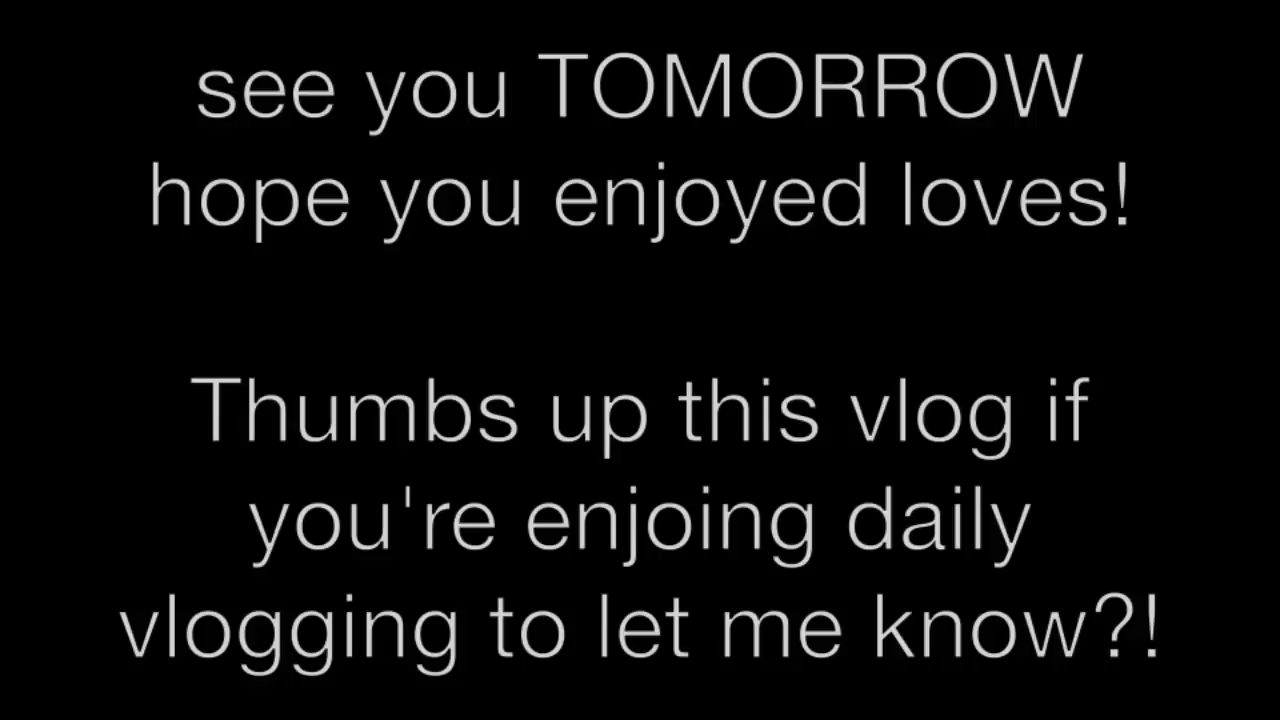 see you TOMORROW
hope you enjoyed loves!
Thumbs up this vlog if
you're enjoing daily
vlogging to let me know?!